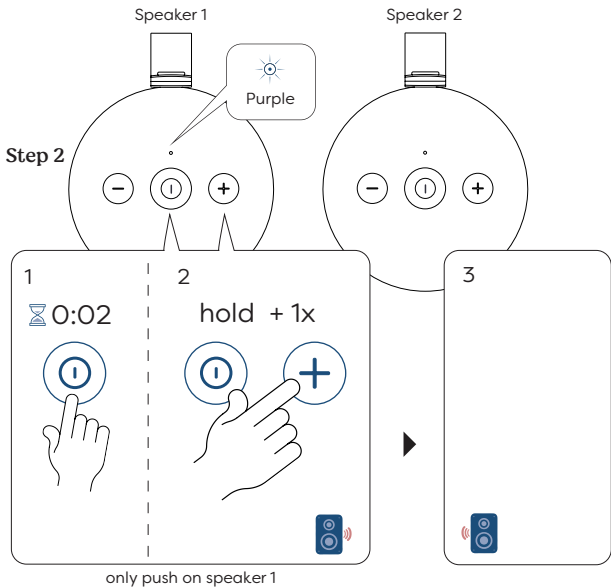 Speaker 1
Speaker 2
Purple
Step 2
1
2
3
0:02
hold + 1x
only push on speaker 1